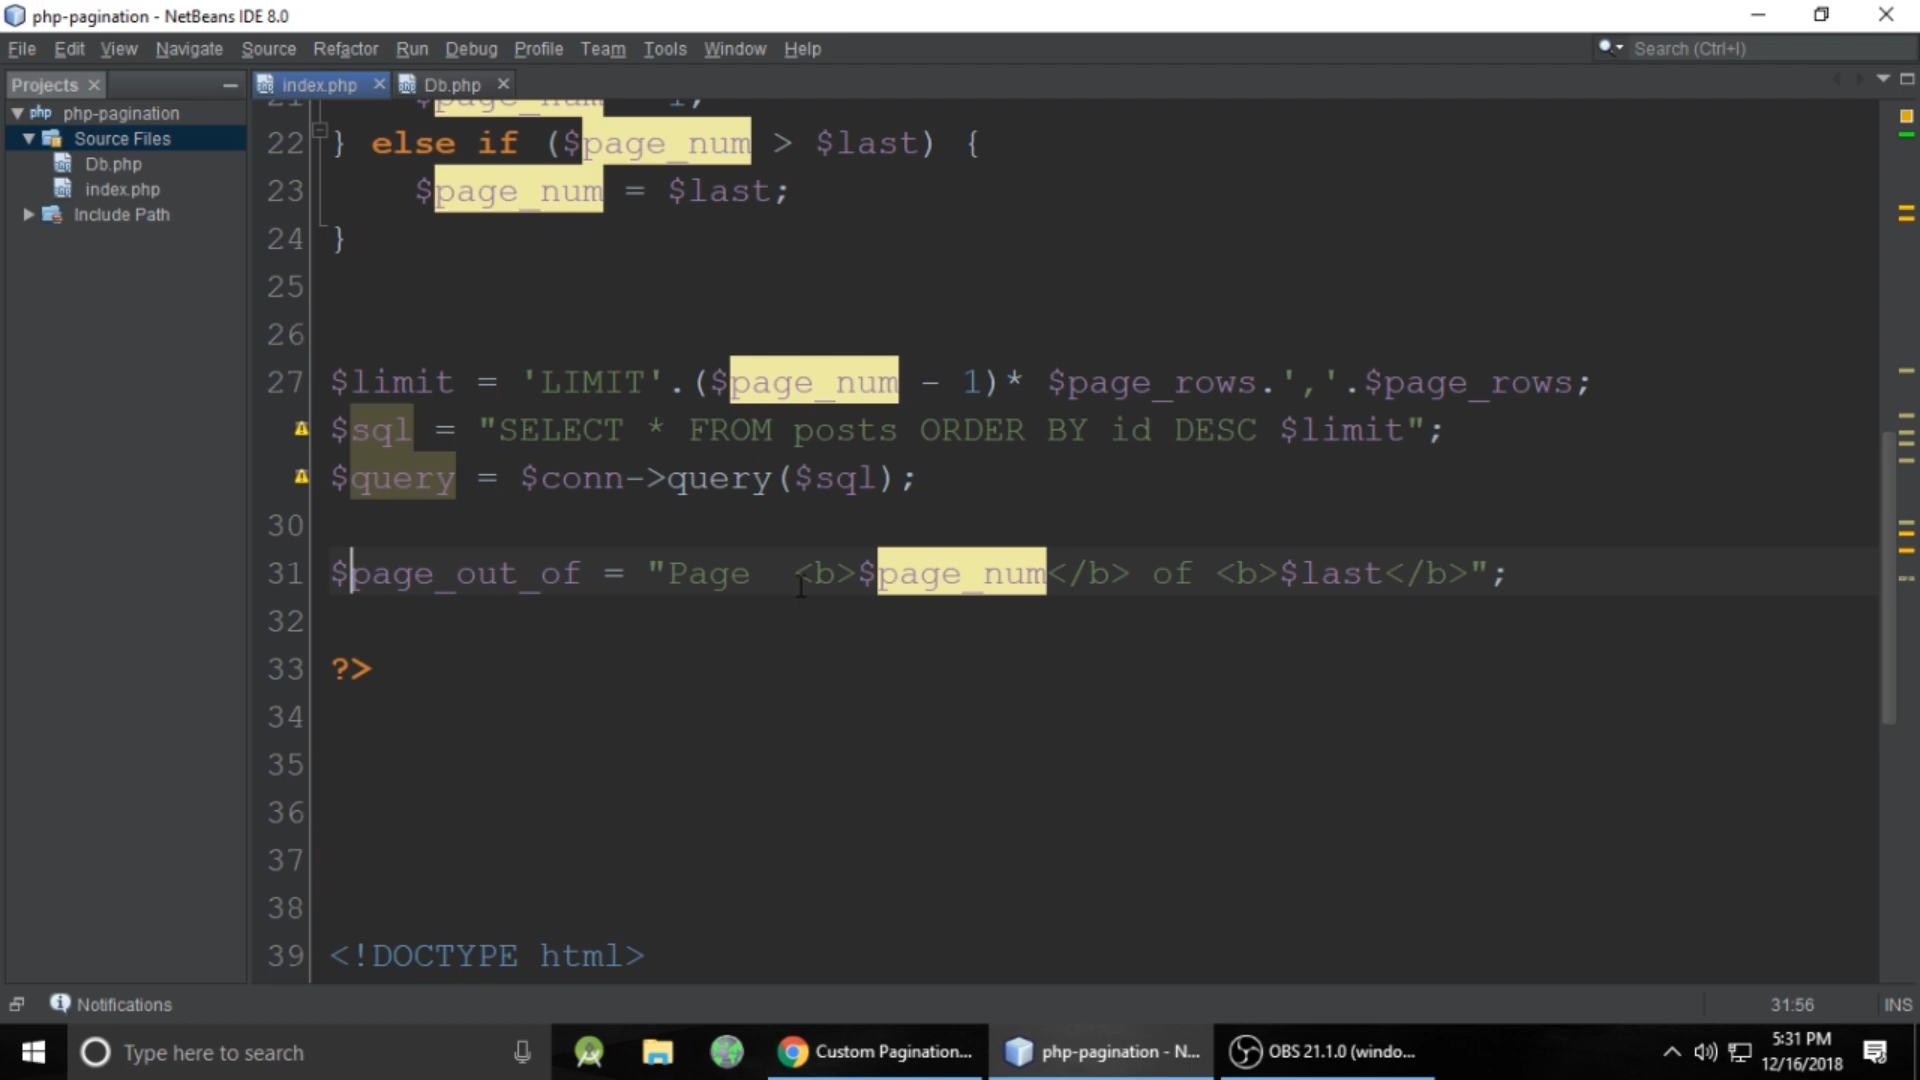 php-pagination - NetBeans IDE 8.0
File Edit View Navigate Source Refactor Run Debug Profile Team Tools Window Help
Search (Ctrl+I)
Projects
index.php
Db.php
php-pagination
Source Files
Db.php
index.php
Include Path
22 } else if ($page_num > $last) {
23 $page_num = $last;
24 }
25
26
27 $limit = 'LIMIT'.($page_num - 1)* $page_rows.','.$page_rows;
$sql = "SELECT * FROM posts ORDER BY id DESC $limit";
$query = $conn->query($sql);
30
31 $page_out_of = "Page  <b>$page_num</b> of <b>$last</b>";
32
33 ?>
34
35
36
37
38
39 <!DOCTYPE html>
Notifications
31:56
INS
Type here to search
Custom Pagination...
php-pagination - N...
OBS 21.1.0 (windo...
5:31 PM
12/16/2018